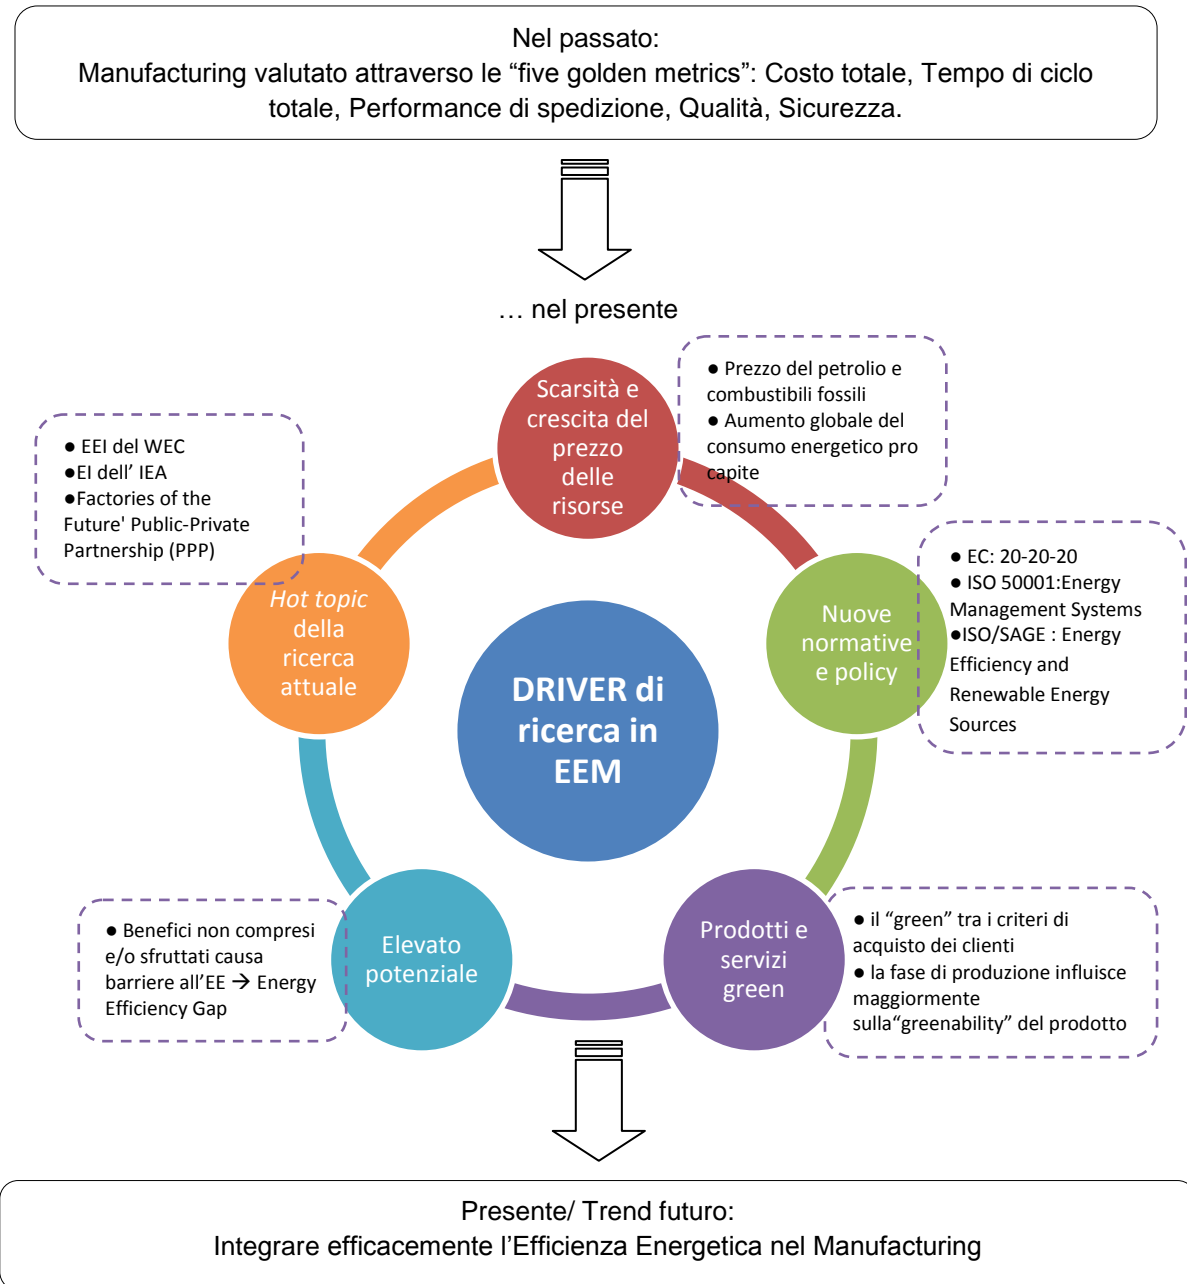 Nel passato:
Manufacturing valutato attraverso le “five golden metrics”: Costo totale, Tempo di ciclo
totale, Performance di spedizione, Qualità, Sicurezza.
… nel presente
Scarsità e
crescita del
prezzo
delle
risorse
● Prezzo del petrolio e
combustibili fossili
● Aumento globale del
consumo energetico pro
capite
● EEI del WEC
●EI dell’ IEA
●Factories of the
Future' Public-Private
Partnership (PPP)
Hot topic
della
ricerca
attuale
Nuove
normative
e policy
● EC: 20-20-20
● ISO 50001:Energy
Management Systems
●ISO/SAGE : Energy
Efficiency and
Renewable Energy
Sources
DRIVER di
ricerca in
EEM
● Benefici non compresi
e/o sfruttati causa
barriere all’EE → Energy
Efficiency Gap
Elevato
potenziale
Prodotti e
servizi
green
● il “green” tra i criteri di
acquisto dei clienti
● la fase di produzione influisce
maggiormente
sulla“greenability” del prodotto
Presente/ Trend futuro:
Integrare efficacemente l’Efficienza Energetica nel Manufacturing